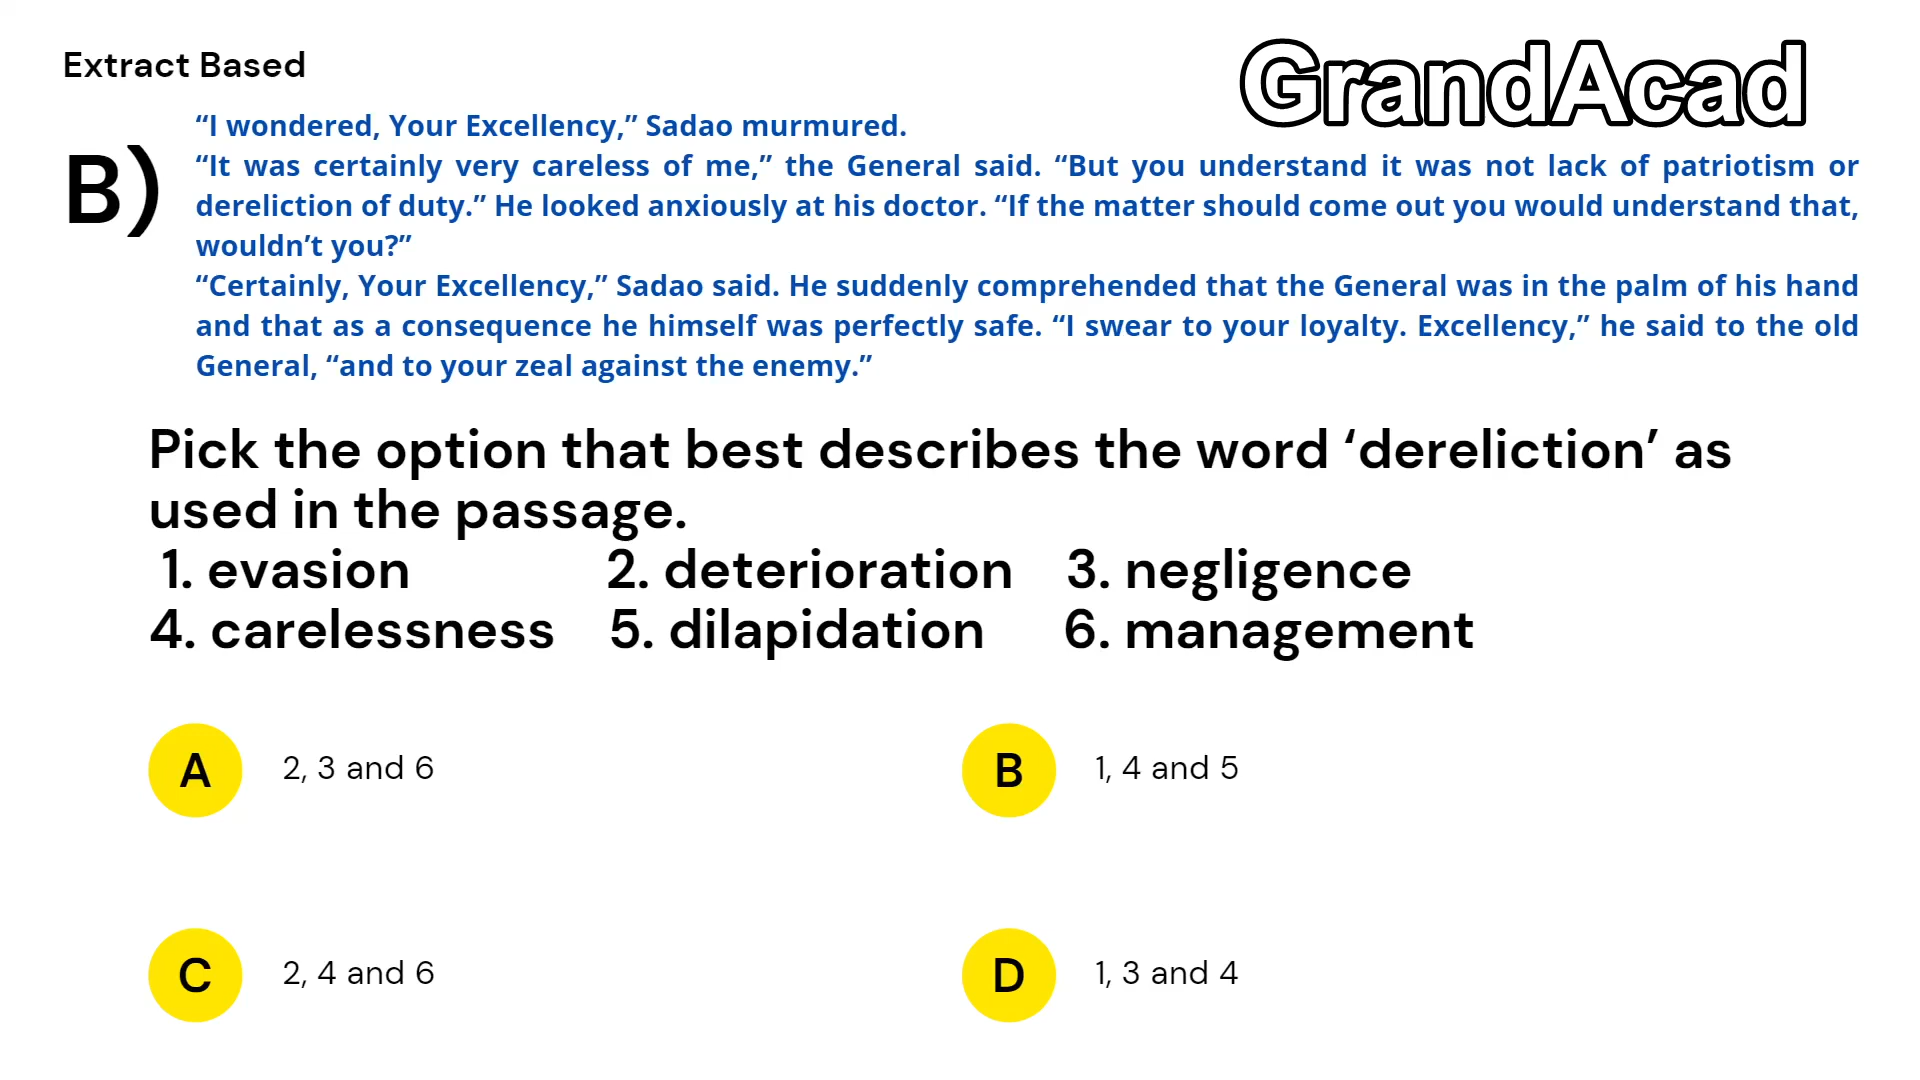 Extract Based
GrandAcad
B)
“I wondered, Your Excellency,” Sadao murmured.
“It was certainly very careless of me,” the General said. “But you understand it was not lack of patriotism or
dereliction of duty.” He looked anxiously at his doctor. “If the matter should come out you would understand that,
wouldn’t you?”
“Certainly, Your Excellency,” Sadao said. He suddenly comprehended that the General was in the palm of his hand
and that as a consequence he himself was perfectly safe. “I swear to your loyalty. Excellency,” he said to the old
General, “and to your zeal against the enemy.”
Pick the option that best describes the word ‘dereliction’ as
used in the passage.
1. evasion 2. deterioration 3. negligence
4. carelessness 5. dilapidation 6. management
A 2, 3 and 6
B 1, 4 and 5
C 2, 4 and 6
D 1, 3 and 4